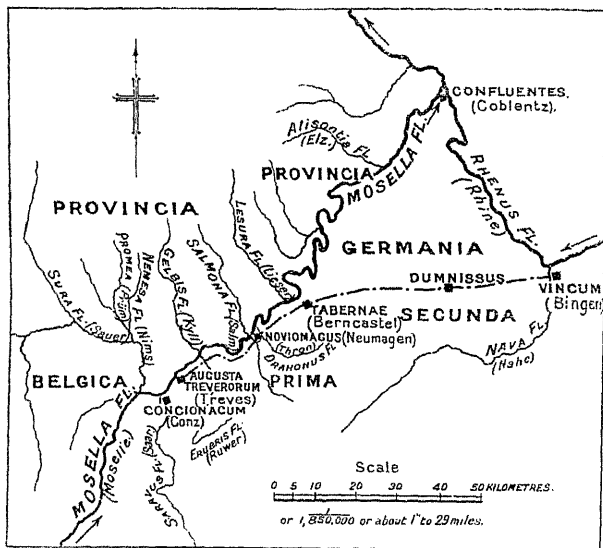 CONFLUENTES.
(Coblentz).
Alisontia Fl.
(Elz.)
PROVINCIA
MOSELLA FL.
RHENUS FL.
(Rhine)
PROVINCIA
GERMANIA
SURA FL. (Sauer)
PROMEA (Prüm)
NEMESA FL (Nims)
GELBIS FL (Kyll)
SALMONA FL (Salm)
LESURA FL (Lieser)
DUMNISSUS
VINCUM
(Bingen)
TABERNAE
(Berncastel)
SECUNDA
NOVIOMAGUS (Neumagen)
(Thron)
DRAHONUS FL
NAVA FL
(Nahe)
BELGICA
AUGUSTA
TREVERORUM
(Treves)
PRIMA
CONCIONACUM
(Conz)
ERUBRIS FL.
(Ruwer)
MOSELLA FL.
(Moselle)
SARAVUS FL.
(Saar)
Scale
0 5 10 20 30 40 50 KILOMETRES.
or 1/1,850,000 or about 1" to 29 miles.